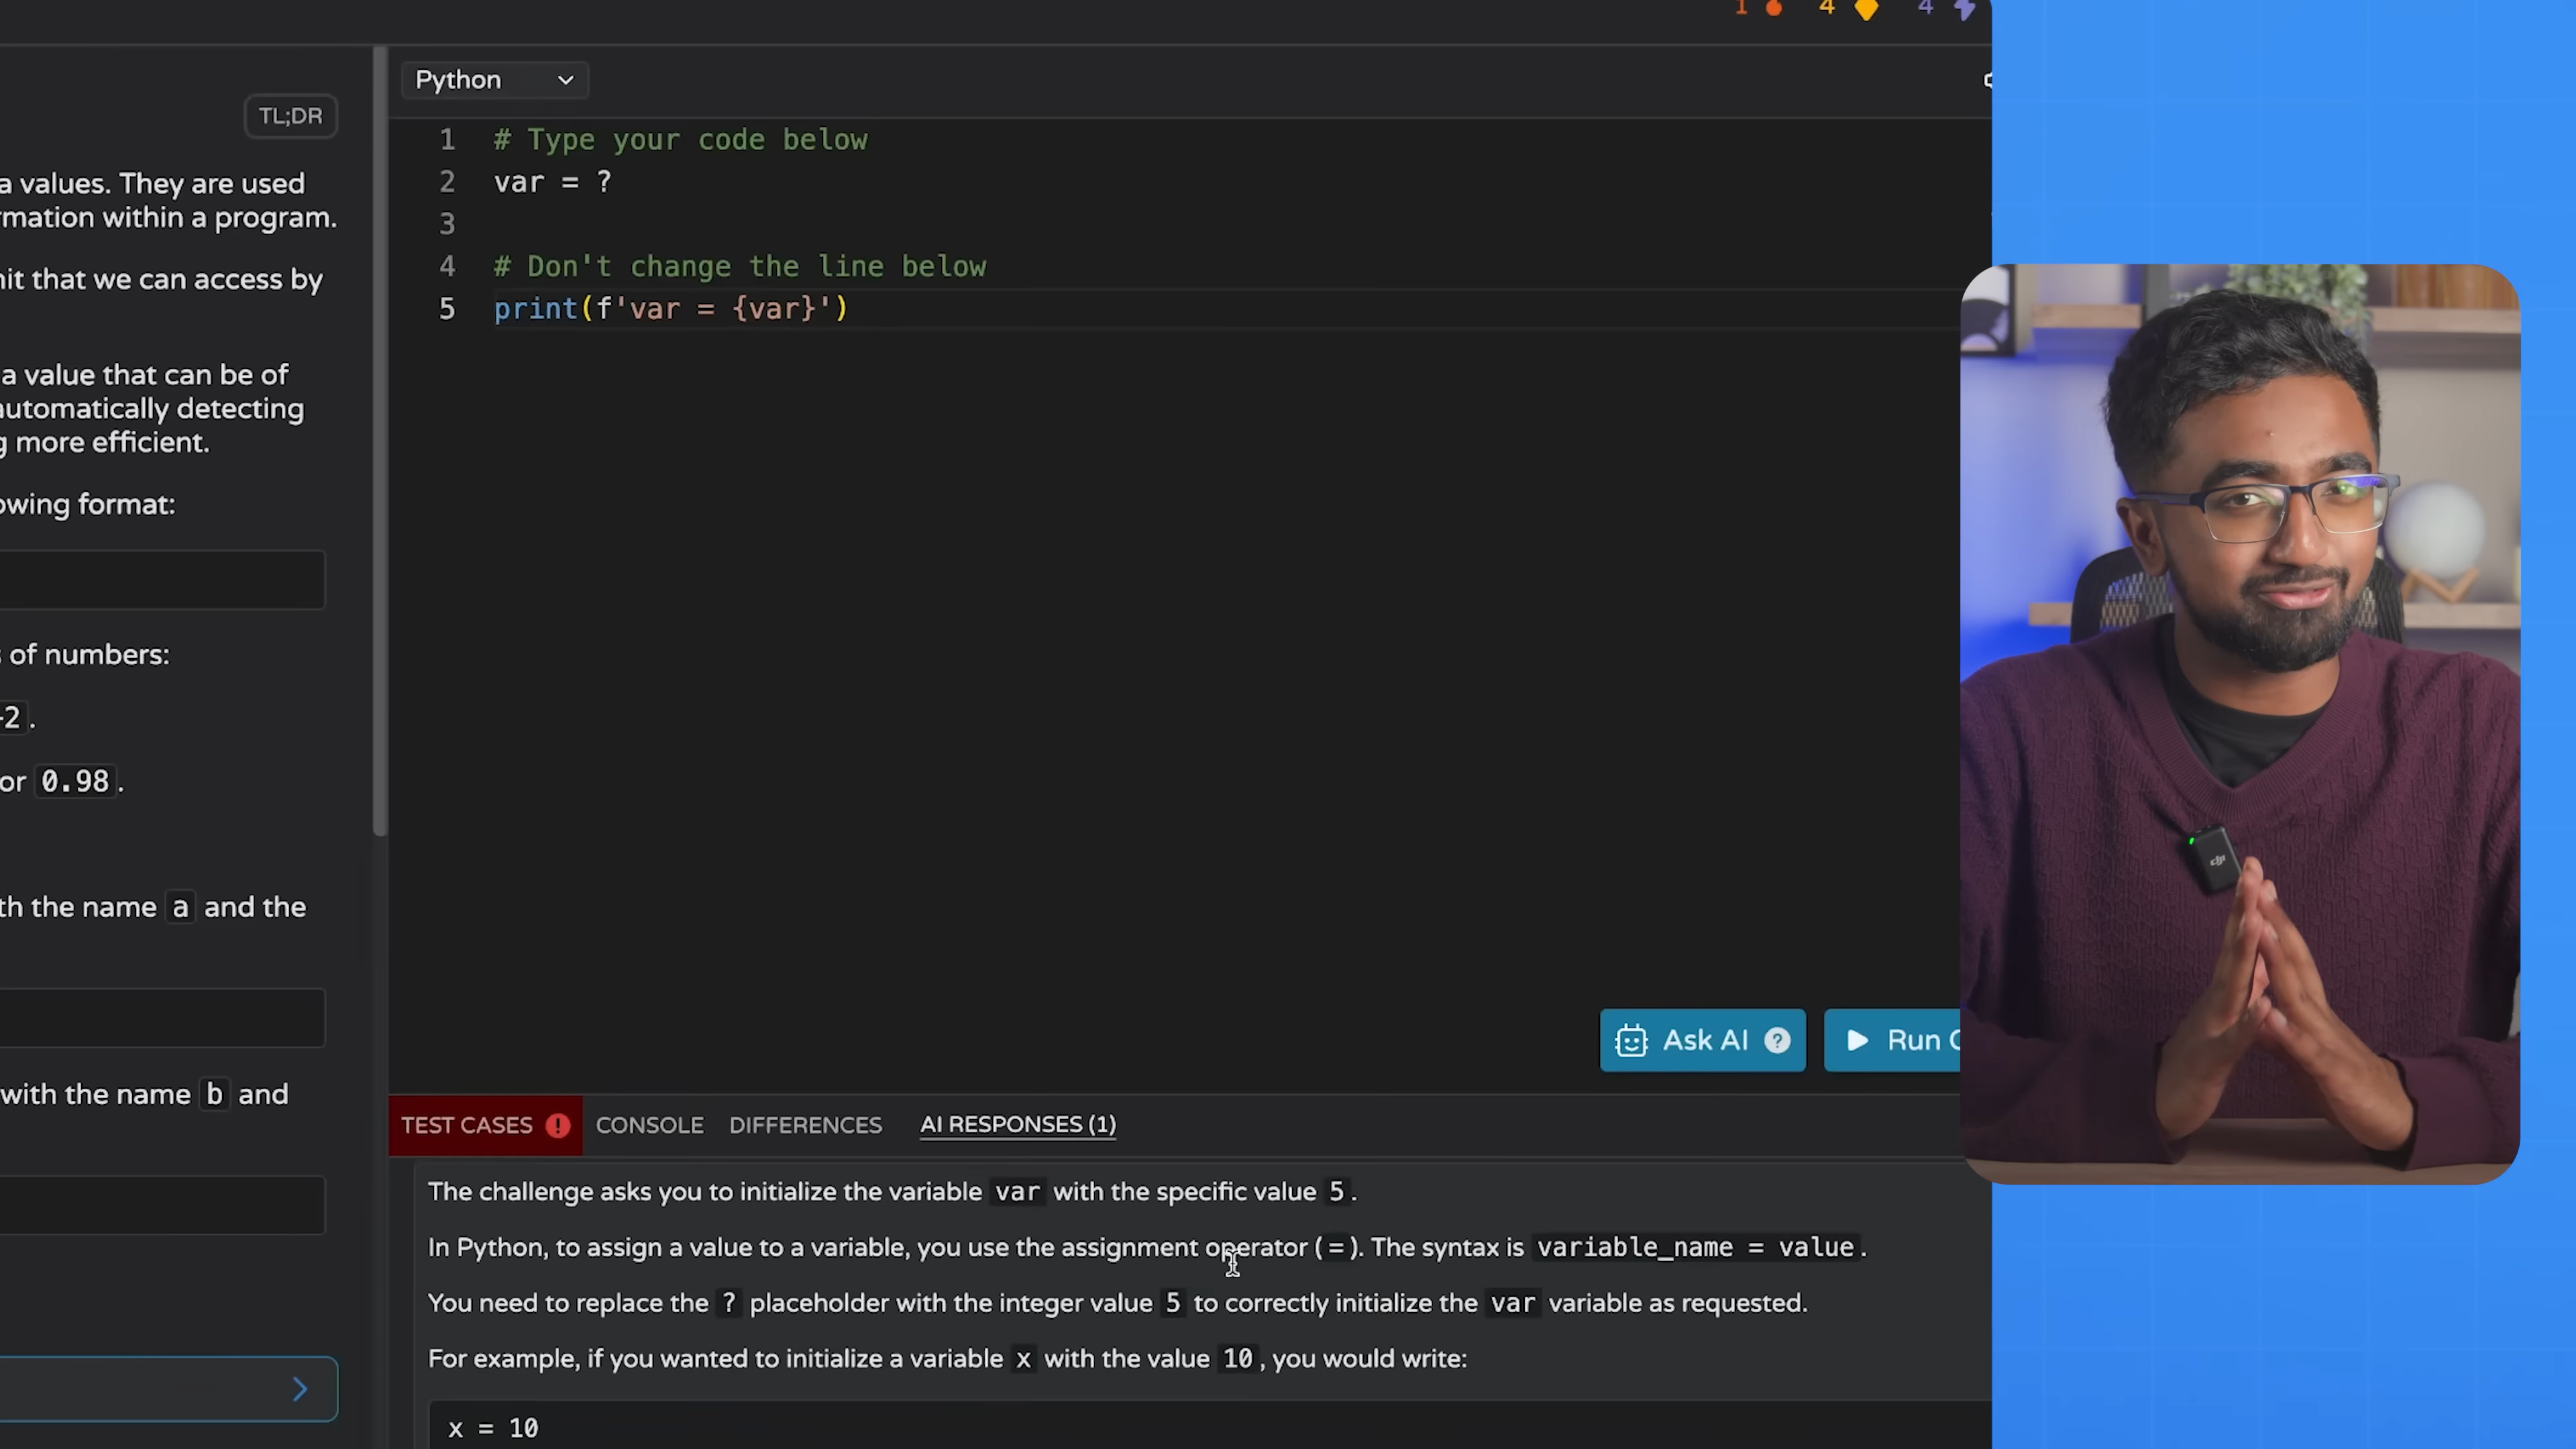 1 4 4
Python
TL;DR
a values. They are used
rmation within a program.
nit that we can access by
a value that can be of
automatically detecting
g more efficient.
owing format:
s of numbers:
-2.
or 0.98.
th the name a and the
with the name b and
1 # Type your code below
2 var = ?
3
4 # Don't change the line below
5 print(f'var = {var}')
Ask AI ?
Run C
TEST CASES ! CONSOLE DIFFERENCES AI RESPONSES (1)
The challenge asks you to initialize the variable var with the specific value 5.
In Python, to assign a value to a variable, you use the assignment operator (=). The syntax is variable_name = value.
You need to replace the ? placeholder with the integer value 5 to correctly initialize the var variable as requested.
For example, if you wanted to initialize a variable x with the value 10, you would write:
x = 10
dji